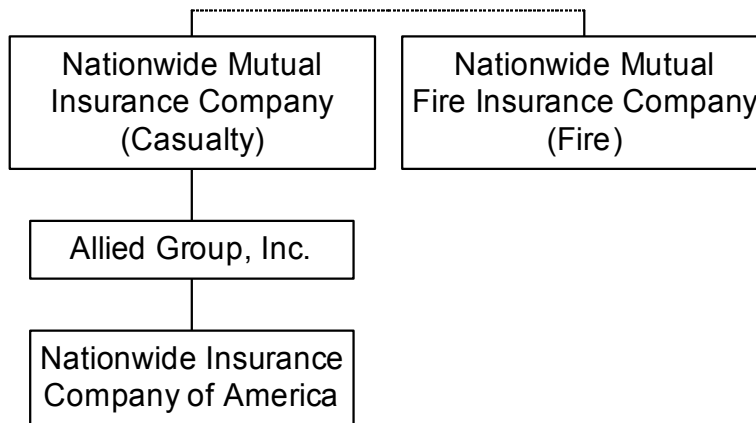 Nationwide Mutual
Insurance Company
(Casualty)
Nationwide Mutual
Fire Insurance Company
(Fire)
Allied Group, Inc.
Nationwide Insurance
Company of America